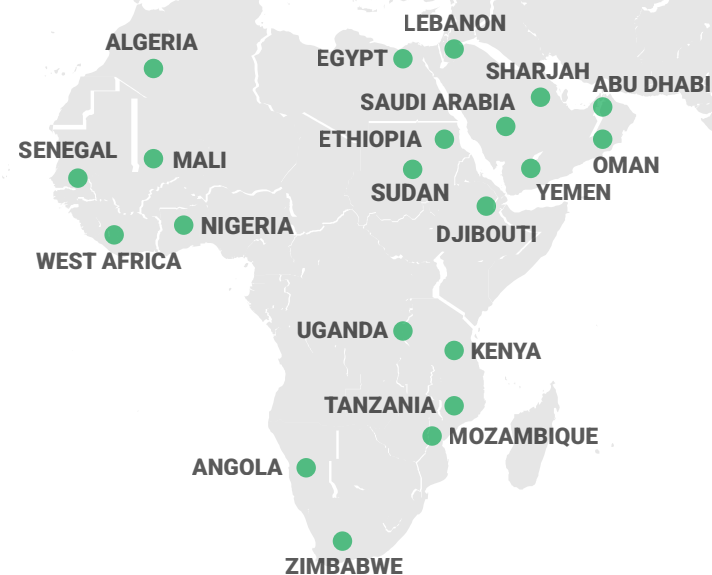 LEBANON
ALGERIA
EGYPT
SHARJAH
ABU DHABI
SAUDI ARABIA
ETHIOPIA
SENEGAL
MALI
OMAN
SUDAN
YEMEN
NIGERIA
DJIBOUTI
WEST AFRICA
UGANDA
KENYA
TANZANIA
MOZAMBIQUE
ANGOLA
ZIMBABWE